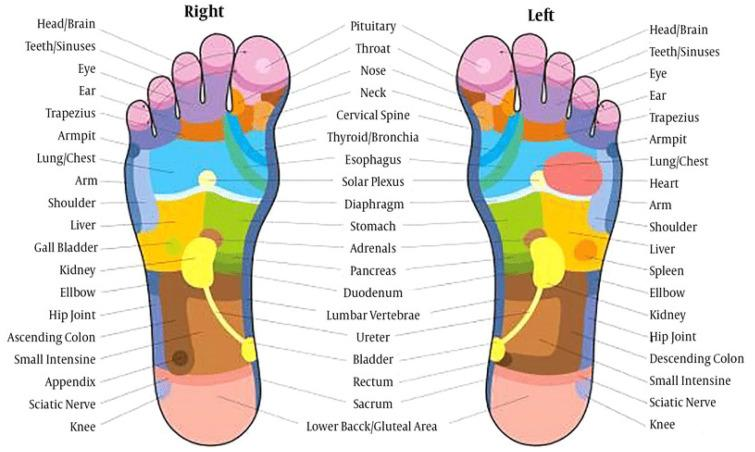 Right
Left
Head/Brain
Teeth/Sinuses
Eye
Ear
Trapezius
Armpit
Lung/Chest
Arm
Shoulder
Liver
Gall Bladder
Kidney
Ellbow
Hip Joint
Ascending Colon
Small Intensine
Appendix
Sciatic Nerve
Knee
Pituitary
Throat
Nose
Neck
Cervical Spine
Thyroid/Bronchia
Esophagus
Solar Plexus
Diaphragm
Stomach
Adrenals
Pancreas
Duodenum
Lumbar Vertebrae
Ureter
Bladder
Rectum
Sacrum
Lower Bacck/Gluteal Area
Head/Brain
Teeth/Sinuses
Eye
Ear
Trapezius
Armpit
Lung/Chest
Heart
Arm
Shoulder
Liver
Spleen
Ellbow
Kidney
Hip Joint
Descending Colon
Small Intensine
Sciatic Nerve
Knee